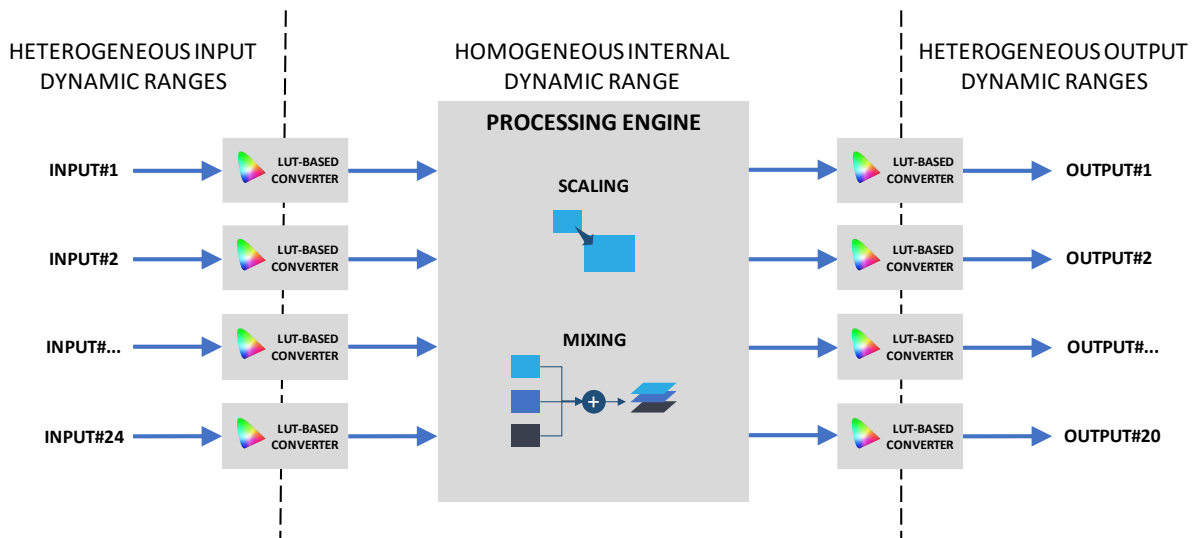 HETEROGENEOUS INPUT
DYNAMIC RANGES
HOMOGENEOUS INTERNAL
DYNAMIC RANGE
HETEROGENEOUS OUTPUT
DYNAMIC RANGES
PROCESSING ENGINE
INPUT#1
LUT-BASED
CONVERTER
SCALING
LUT-BASED
CONVERTER
OUTPUT#1
INPUT#2
LUT-BASED
CONVERTER
LUT-BASED
CONVERTER
OUTPUT#2
INPUT#...
LUT-BASED
CONVERTER
MIXING
+
LUT-BASED
CONVERTER
OUTPUT#...
INPUT#24
LUT-BASED
CONVERTER
LUT-BASED
CONVERTER
OUTPUT#20